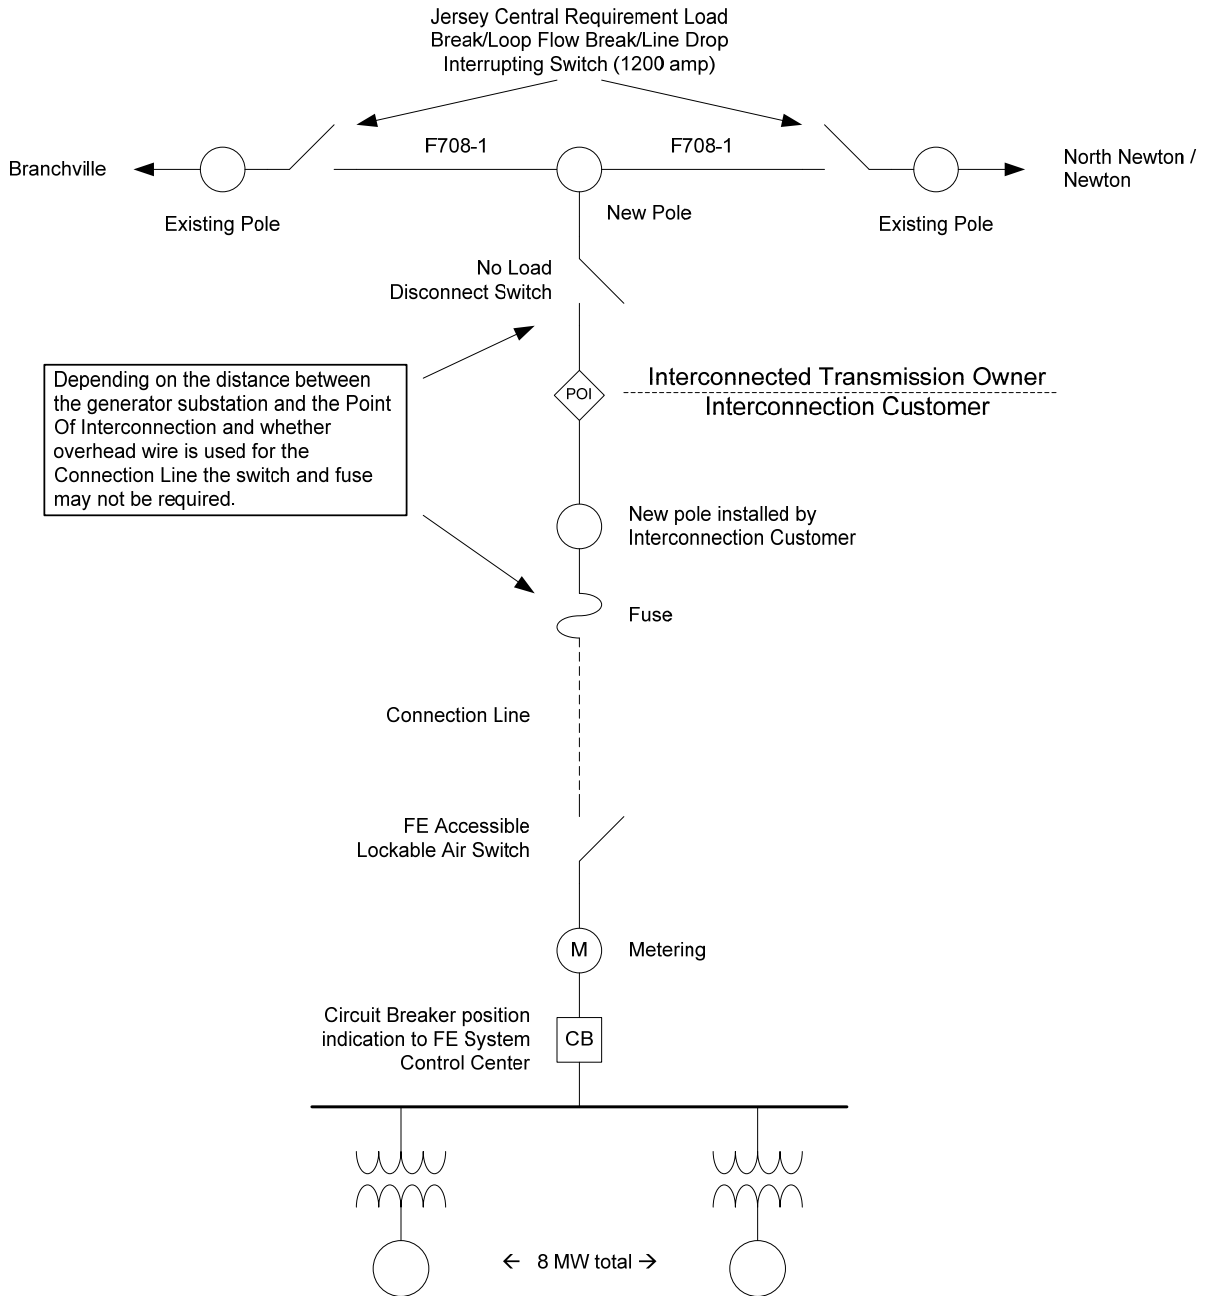 Jersey Central Requirement Load
Break/Loop Flow Break/Line Drop
Interrupting Switch (1200 amp)
F708-1
F708-1
Branchville
North Newton /
Newton
Existing Pole
New Pole
Existing Pole
No Load
Disconnect Switch
Depending on the distance between
the generator substation and the Point
Of Interconnection and whether
overhead wire is used for the
Connection Line the switch and fuse
may not be required.
POI
Interconnected Transmission Owner
Interconnection Customer
New pole installed by
Interconnection Customer
Fuse
Connection Line
FE Accessible
Lockable Air Switch
M
Metering
Circuit Breaker position
indication to FE System
Control Center
CB
← 8 MW total →